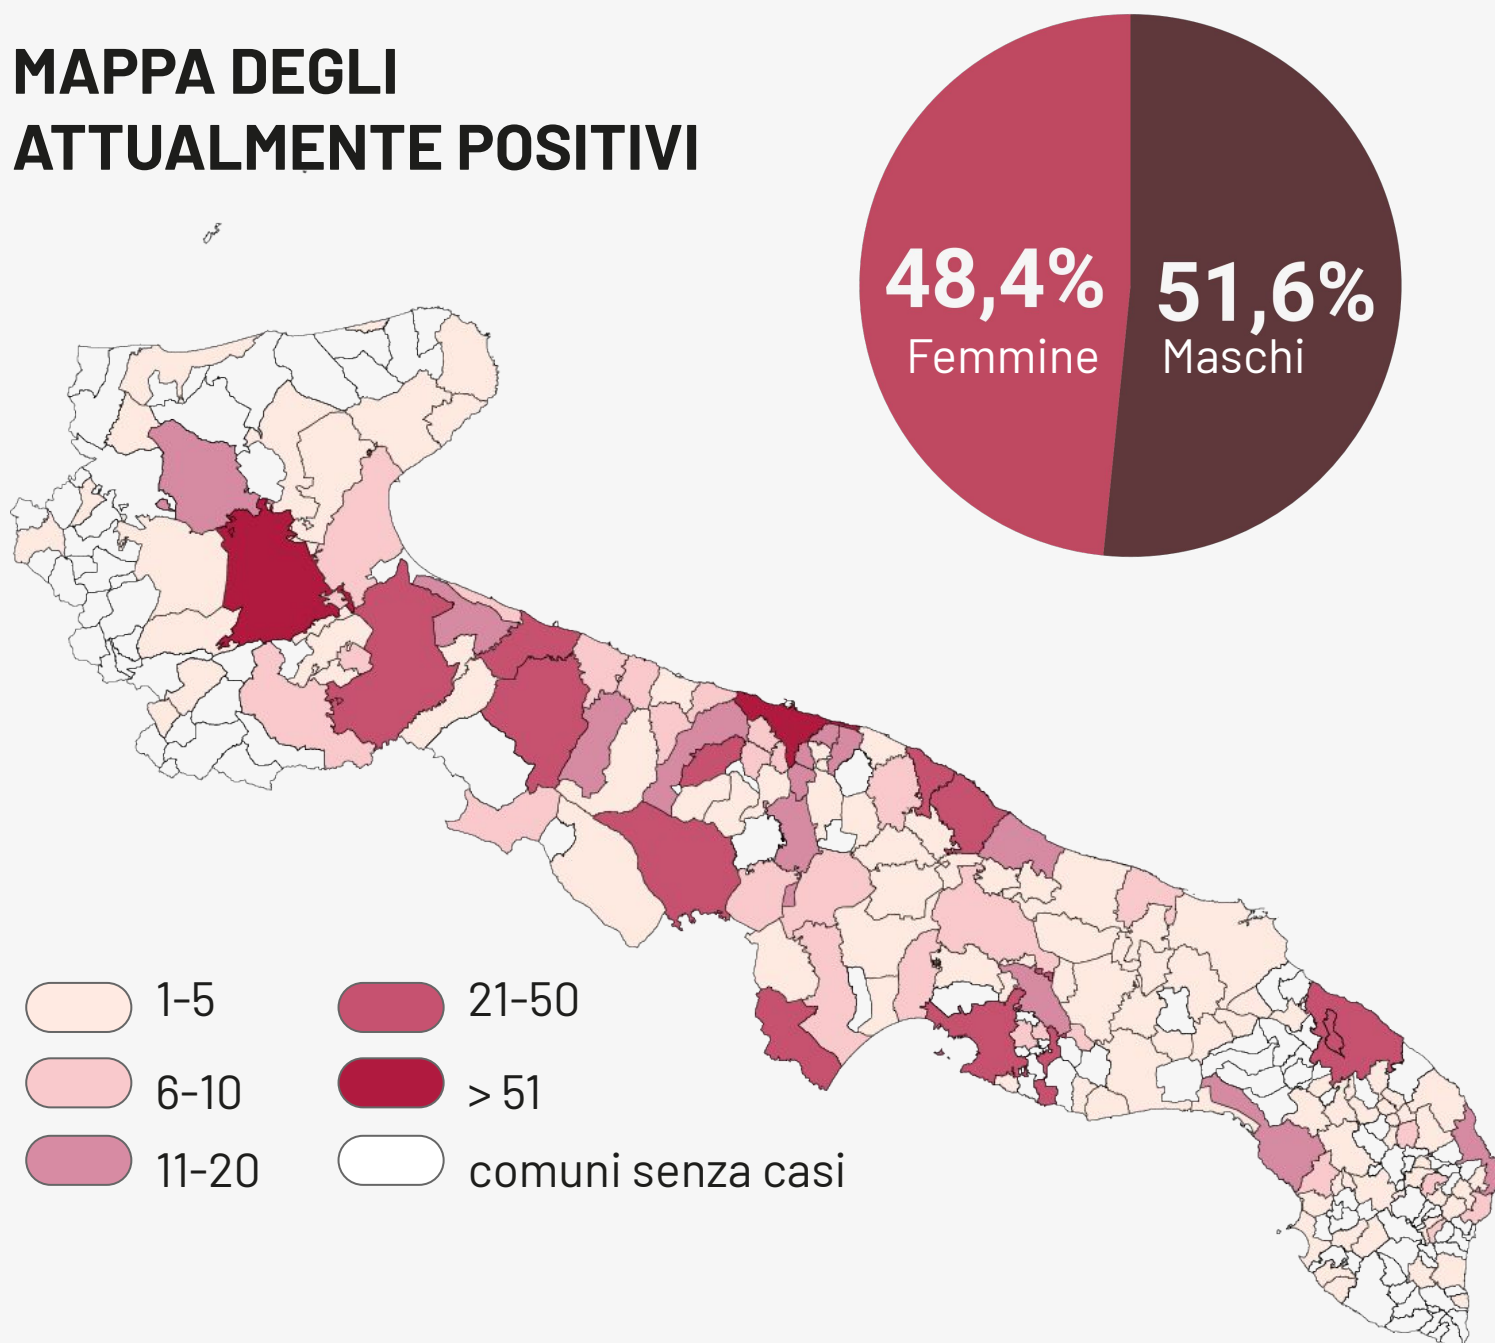 MAPPA DEGLI
ATTUALMENTE POSITIVI
48,4%
Femmine
51,6%
Maschi
1-5
6-10
11-20
21-50
> 51
comuni senza casi